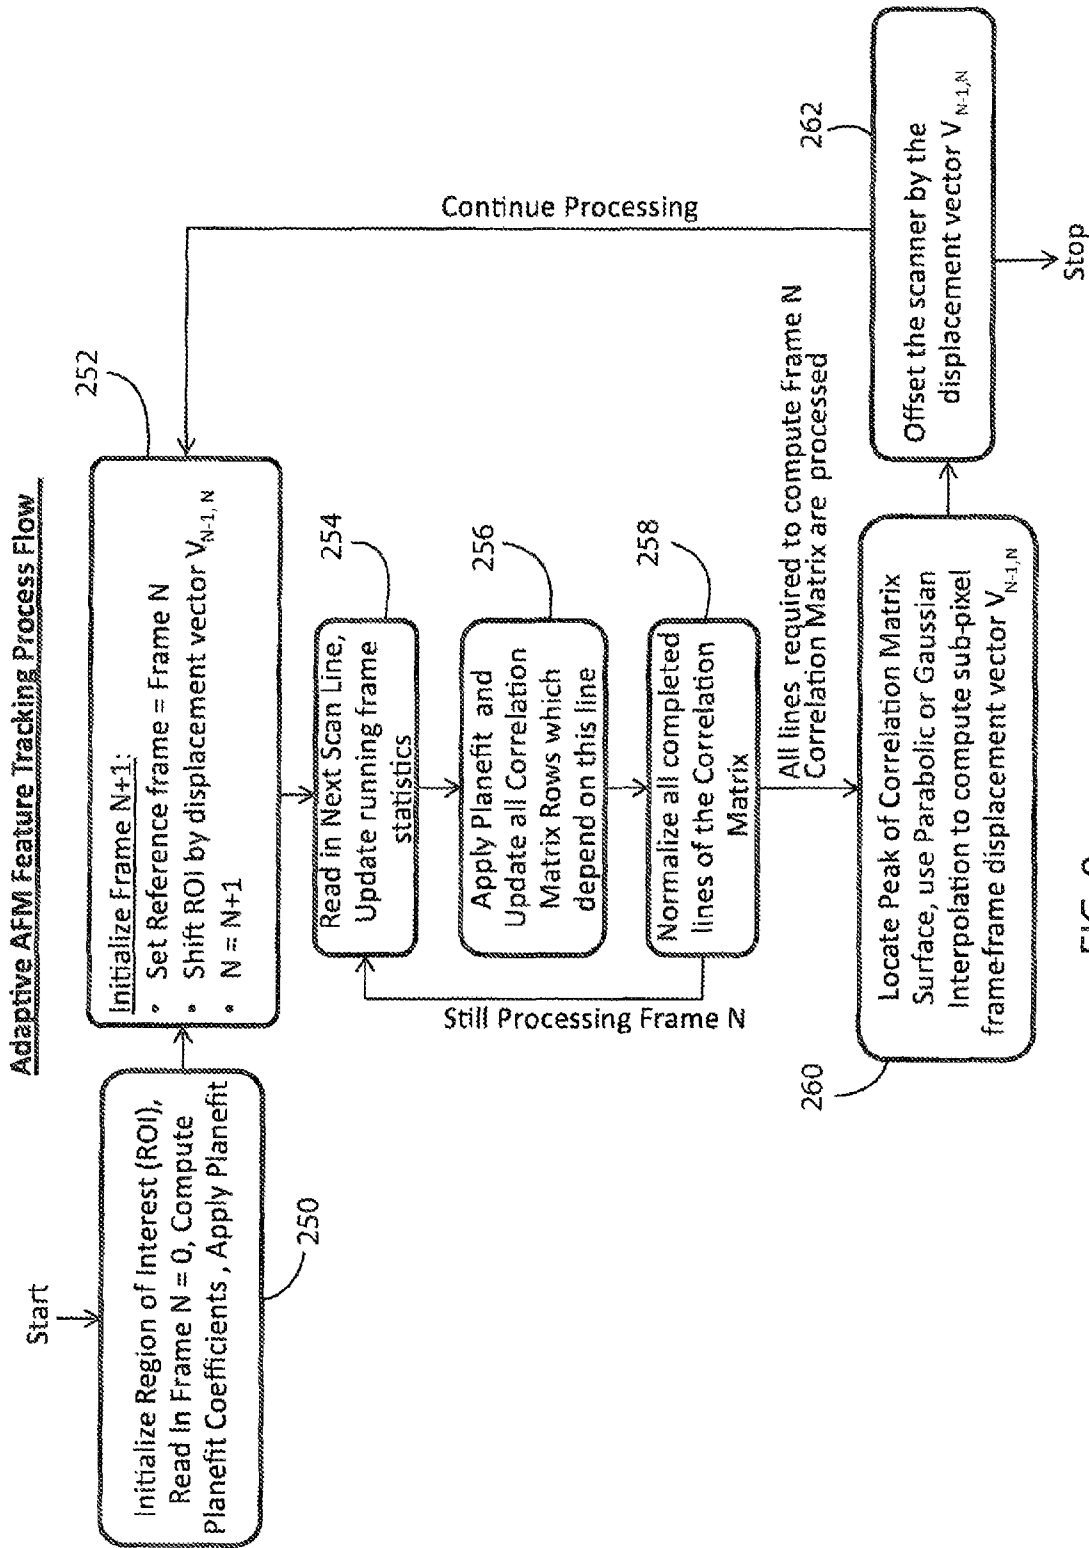 Adaptive AFM Feature Tracking Process Flow
Start
Initialize Region of Interest (ROI),
Read In Frame N = 0, Compute
Planefit Coefficients , Apply Planefit
250
252
Initialize Frame N+1:
• Set Reference frame = Frame N
• Shift ROI by displacement vector V_{N-1, N}
• N = N+1
254
Read in Next Scan Line,
Update running frame
statistics
256
Apply Planefit and
Update all Correlation
Matrix Rows which
depend on this line
258
Normalize all completed
lines of the Correlation
Matrix
Still Processing Frame N
All lines required to compute Frame N
Correlation Matrix are processed
260
Locate Peak of Correlation Matrix
Surface, use Parabolic or Gaussian
Interpolation to compute sub-pixel
frame-frame displacement vector V_{N-1,N}
262
Offset the scanner by the
displacement vector V_{N-1,N}
Continue Processing
Stop
FIG.